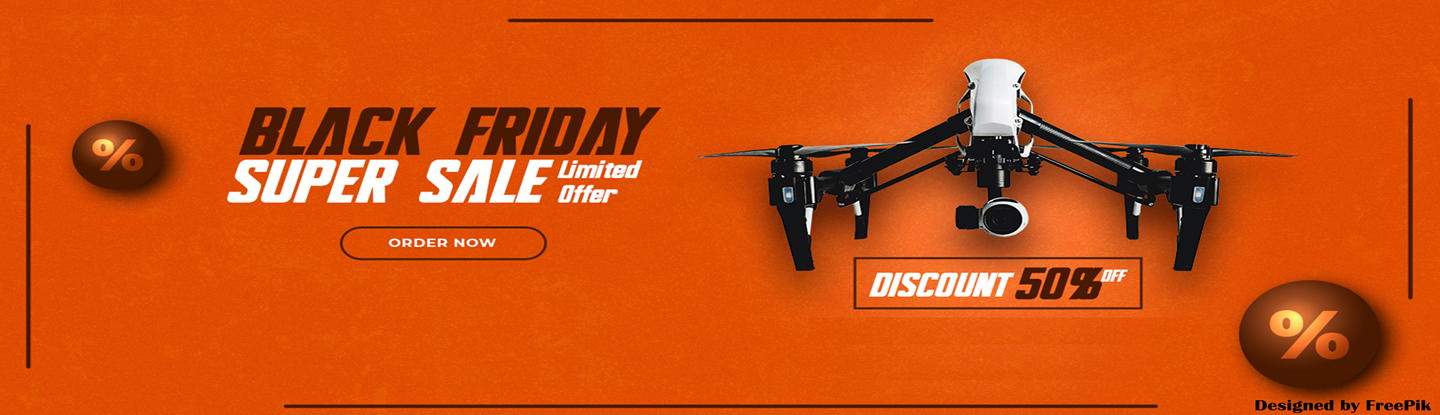 %
BLACK FRIDAY
SUPER SALE
Limited
Offer
ORDER NOW
DISCOUNT 50% OFF
%
Designed by FreePik